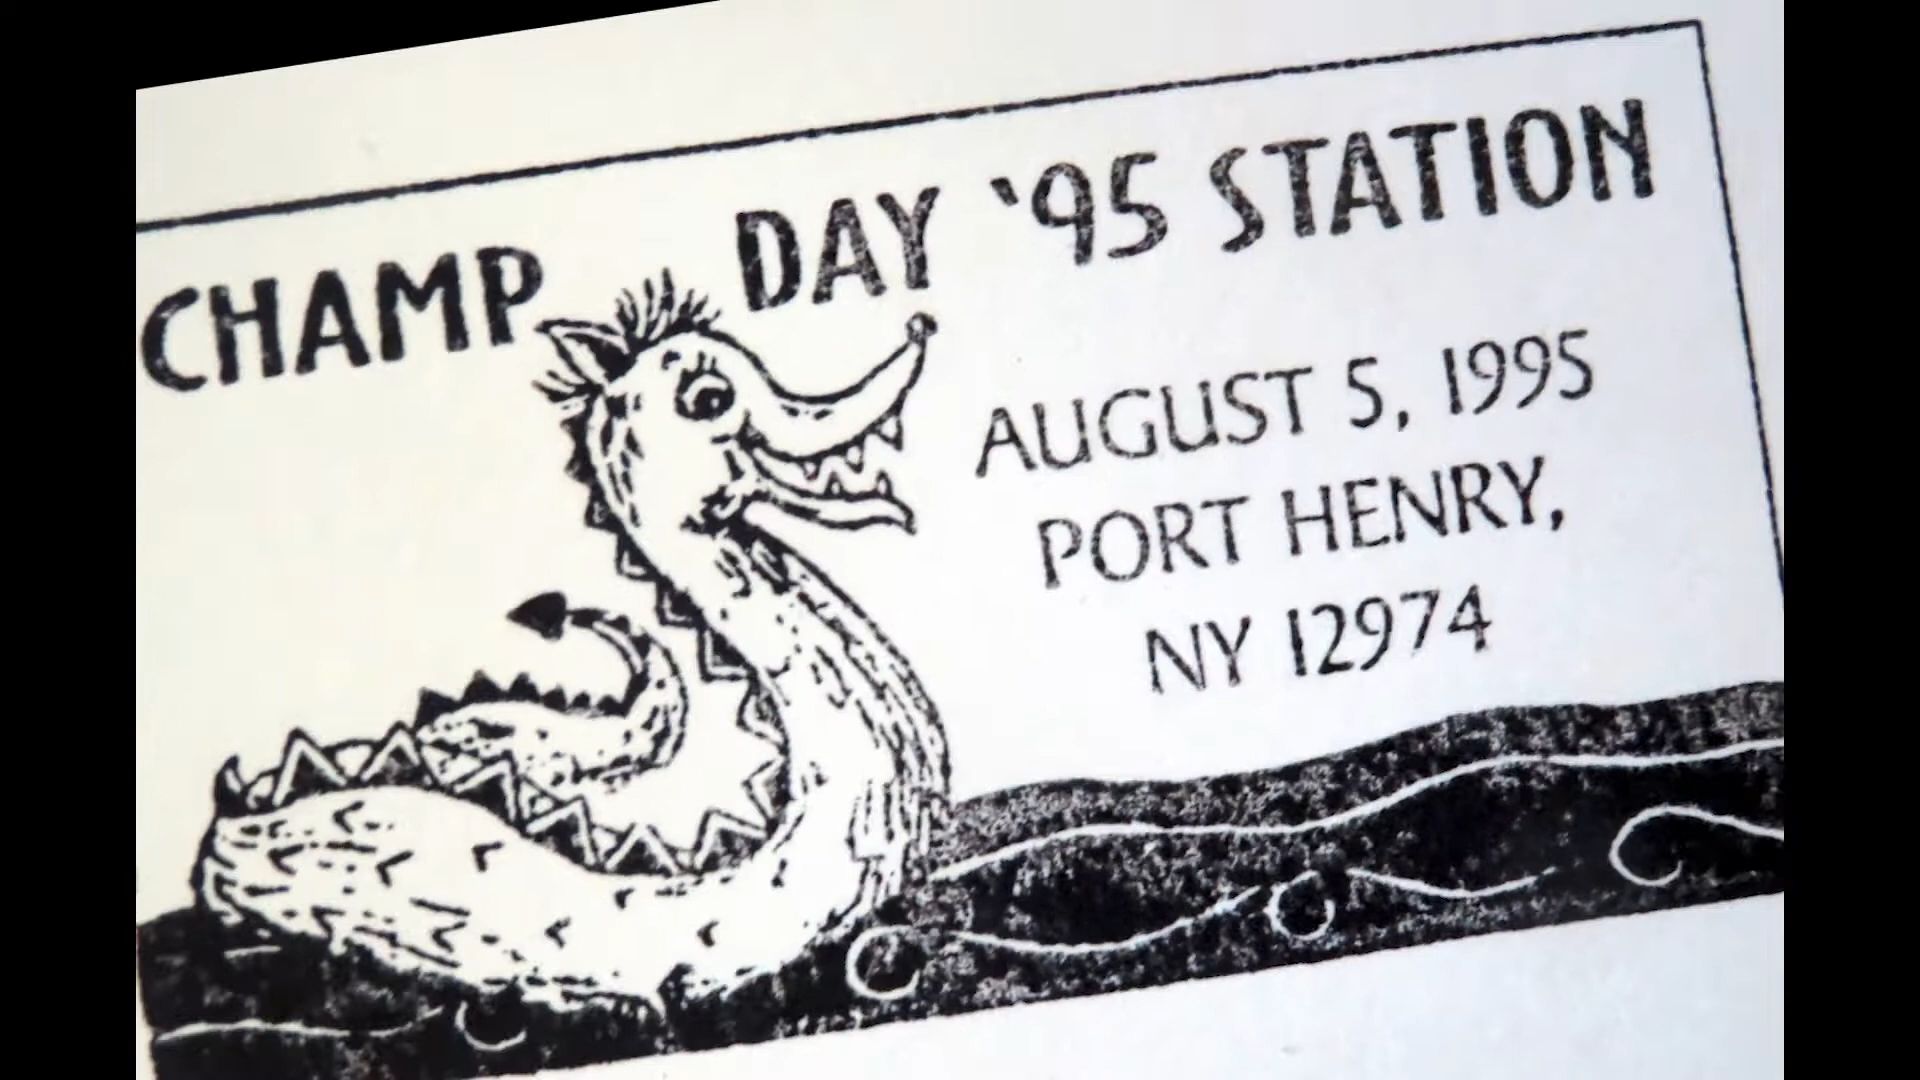 CHAMP DAY '95 STATION
AUGUST 5, 1995
PORT HENRY,
NY 12974